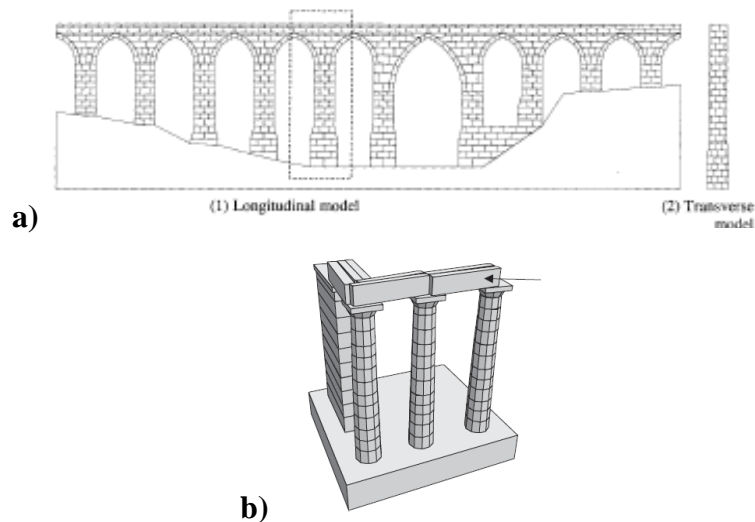 (1) Longitudinal model
(2) Transverse
model
a)
b)